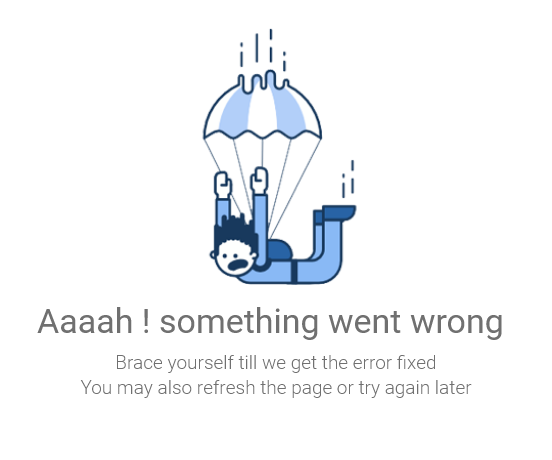 Aaaah ! something went wrong
Brace yourself till we get the error fixed
You may also refresh the page or try again later